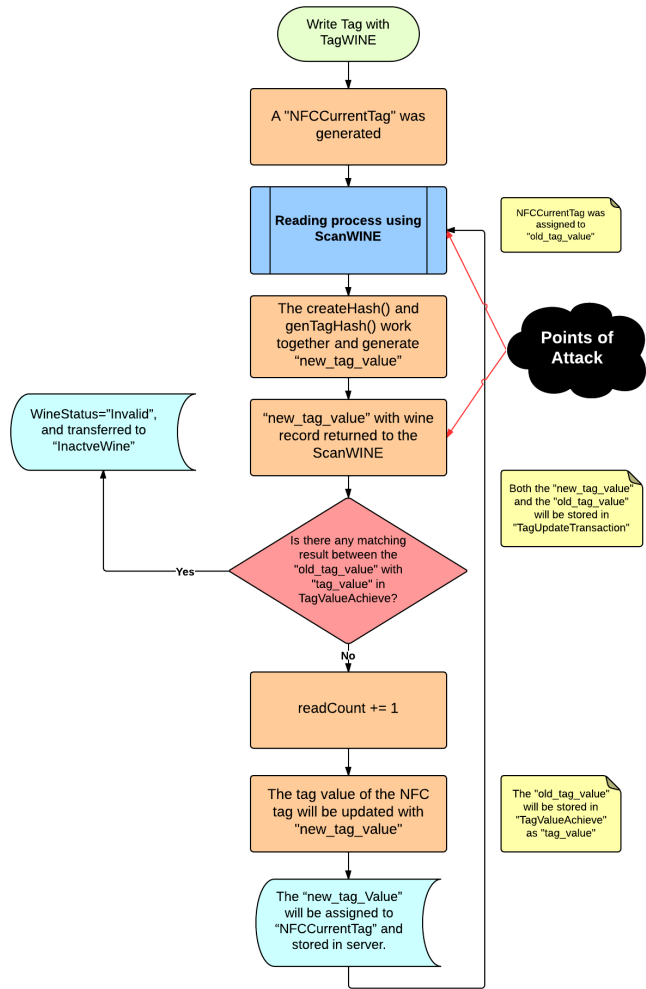 Write Tag with
TagWINE
A "NFCCurrentTag" was
generated
Reading process using
ScanWINE
NFCCurrentTag was
assigned to
"old_tag_value"
The createHash() and
genTagHash() work
together and generate
“new_tag_value”
Points of
Attack
WineStatus=”Invalid”,
and transferred to
“InactveWine”
“new_tag_value” with wine
record returned to the
ScanWINE
Both the "new_tag_value"
and the "old_tag_value"
will be stored in
"TagUpdateTransaction"
Is there any matching
result between the
"old_tag_value" with
"tag_value" in
TagValueAchieve?
Yes
No
readCount += 1
The tag value of the NFC
tag will be updated with
"new_tag_value"
The "old_tag_value"
will be stored in
"TagValueAchieve"
as "tag_value"
The “new_tag_Value”
will be assigned to
“NFCCurrentTag” and
stored in server.